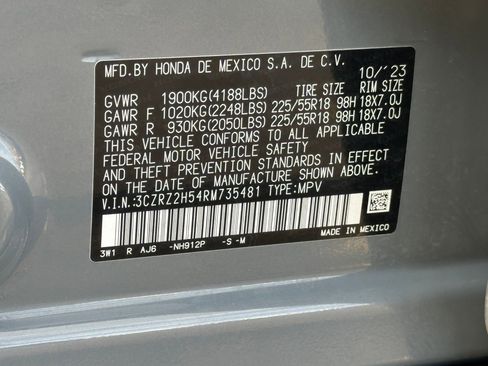 MFD.BY HONDA DE MEXICO S.A. DE C.V.
10/´23
TIRE SIZE RIM SIZE
GVWR 1900KG(4188LBS)
GAWR F 1020KG(2248LBS) 225/55R18 98H 18X7.0J
GAWR R 930KG(2050LBS) 225/55R18 98H 18X7.0J
THIS VEHICLE CONFORMS TO ALL APPLICABLE
FEDERAL MOTOR VEHICLE SAFETY
AND THEFT PREVENTION STANDARDS IN EFFECT
ON THE DATE OF MANUFACTURE SHOWN ABOVE.
V.I.N.:3CZRZ2H54RM735481 TYPE:MPV
3W1 R AJ6 -NH912P -S -M
MADE IN MEXICO